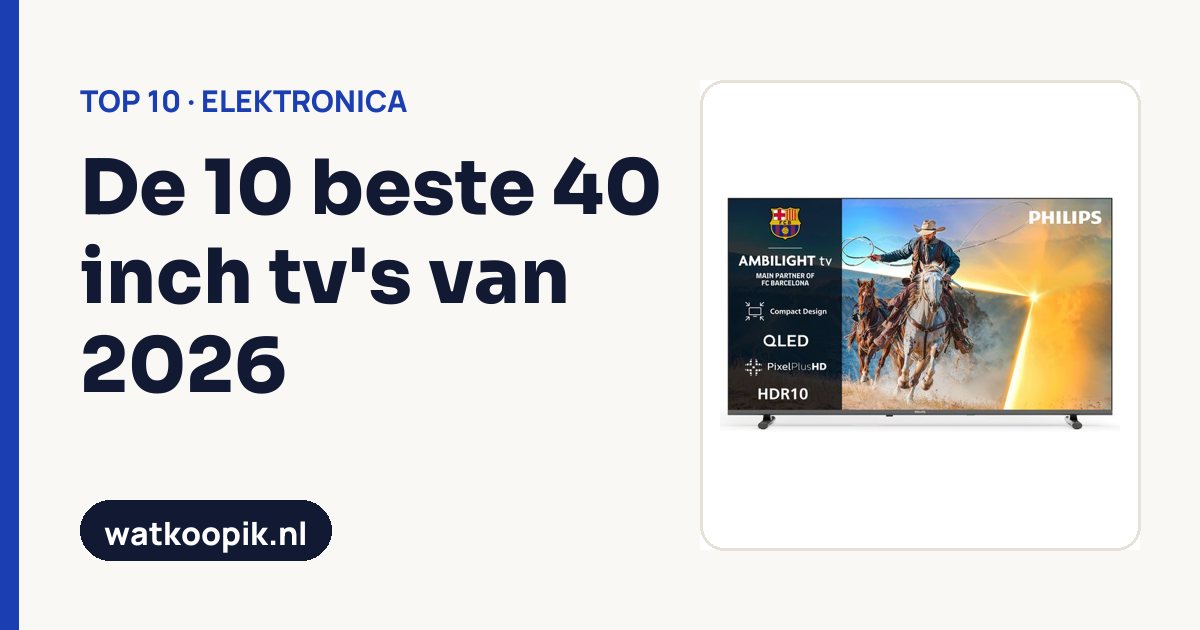 TOP 10 · ELEKTRONICA
De 10 beste 40
inch tv's van
2026
watkoopik.nl
PHILIPS
AMBILIGHT tv
MAIN PARTNER OF
FC BARCELONA
Compact Design
QLED
PixelPlusHD
HDR10